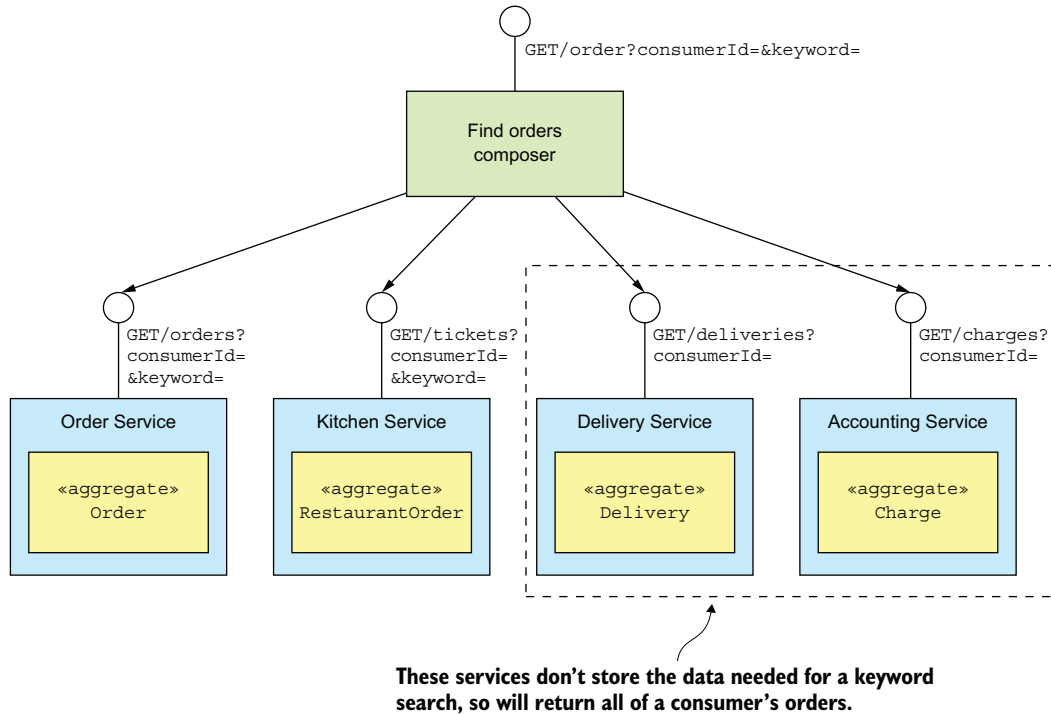 GET/order?consumerId=&keyword=
Find orders
composer
GET/orders?
consumerId=
&keyword=
GET/tickets?
consumerId=
&keyword=
GET/deliveries?
consumerId=
GET/charges?
consumerId=
Order Service
«aggregate»
Order
Kitchen Service
«aggregate»
RestaurantOrder
Delivery Service
«aggregate»
Delivery
Accounting Service
«aggregate»
Charge
These services don’t store the data needed for a keyword
search, so will return all of a consumer’s orders.